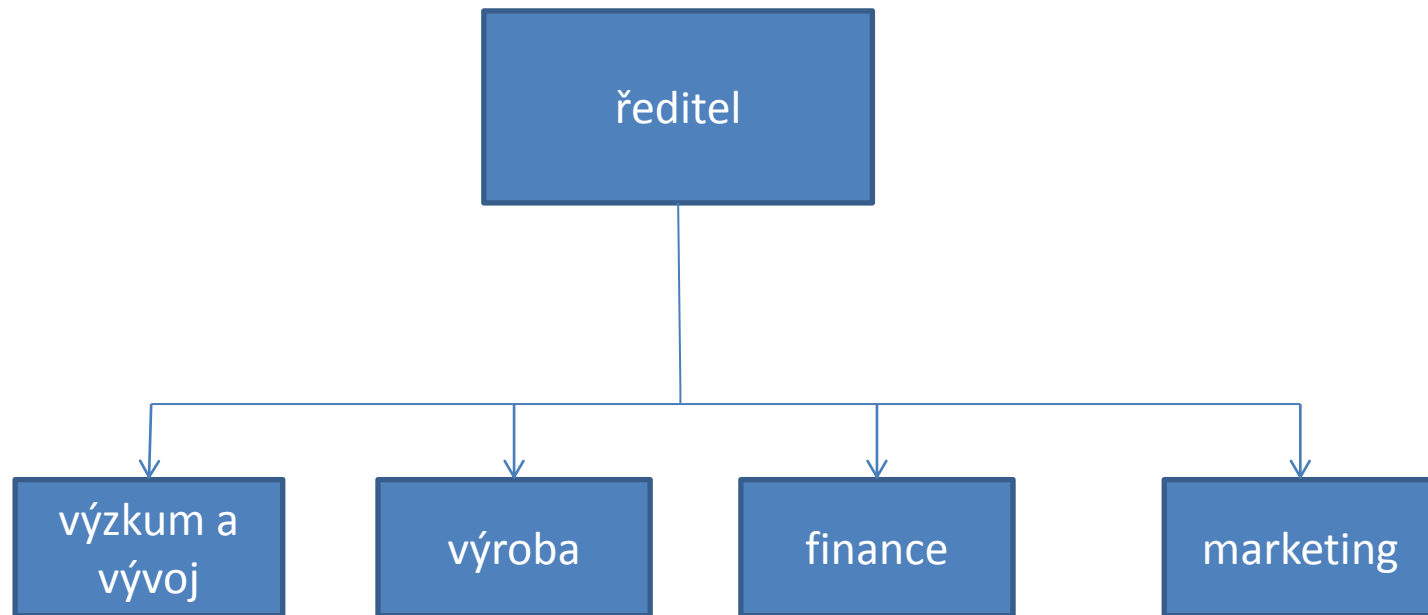 ředitel
výzkum a
vývoj
výroba
finance
marketing